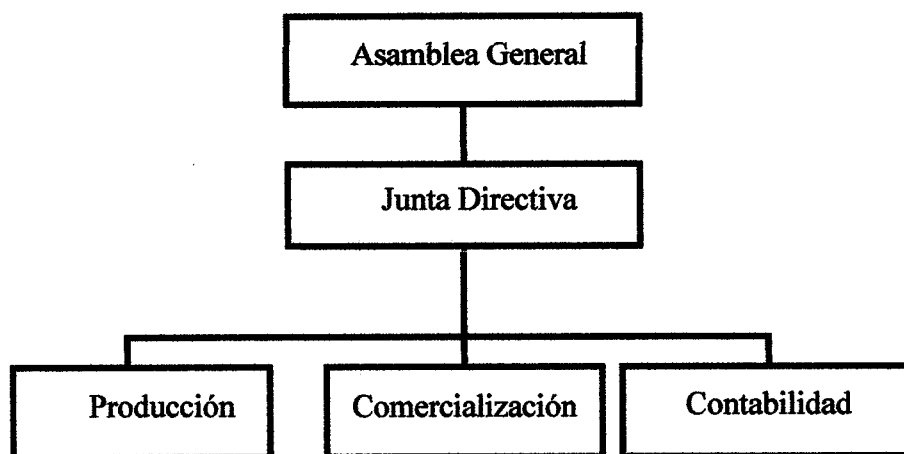 Asamblea General
Junta Directiva
Producción
Comercialización
Contabilidad